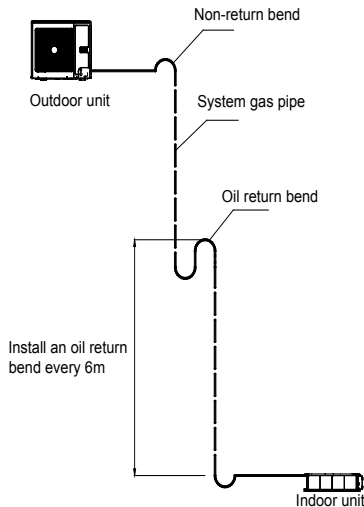 Non-return bend
Outdoor unit
System gas pipe
Oil return bend
Install an oil return
bend every 6m
Indoor unit